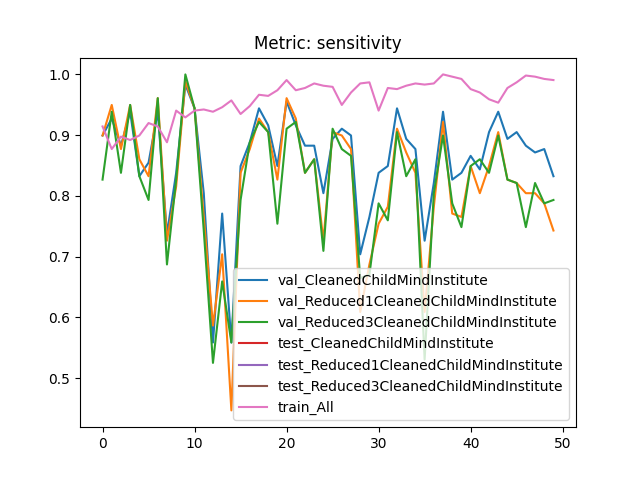 Metric: sensitivity
1.0
0.9
0.8
0.7
0.6
0.5
val_CleanedChildMindInstitute
val_Reduced1CleanedChildMindInstitute
val_Reduced3CleanedChildMindInstitute
test_CleanedChildMindInstitute
test_Reduced1CleanedChildMindInstitute
test_Reduced3CleanedChildMindInstitute
train_All
0 10 20 30 40 50